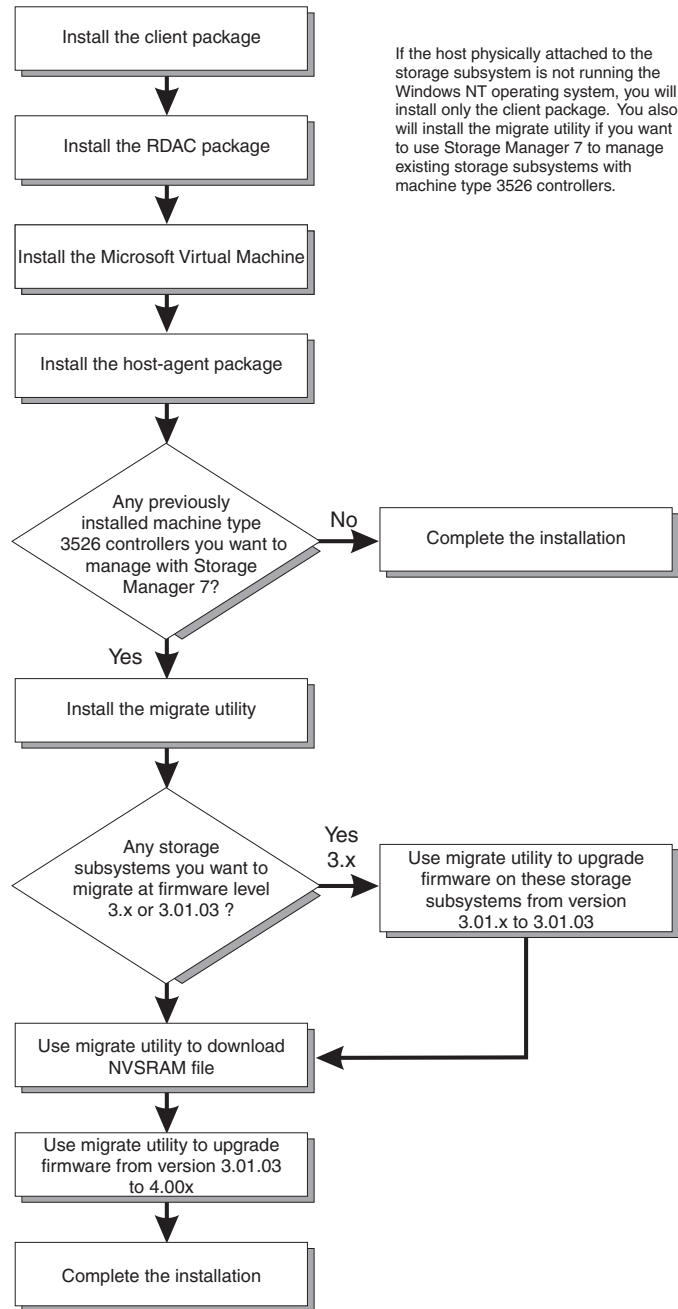 Install the client package
If the host physically attached to the
storage subsystem is not running the
Windows NT operating system, you will
install only the client package. You also
will install the migrate utility if you want
to use Storage Manager 7 to manage
existing storage subsystems with
machine type 3526 controllers.
Install the RDAC package
Install the Microsoft Virtual Machine
Install the host-agent package
Any previously
installed machine type
3526 controllers you want to
manage with Storage
Manager 7?
No
Complete the installation
Yes
Install the migrate utility
Any storage
subsystems you want to
migrate at firmware level
3.x or 3.01.03 ?
Yes
3.x
Use migrate utility to upgrade
firmware on these storage
subsystems from version
3.01.x to 3.01.03
Use migrate utility to download
NVSRAM file
Use migrate utility to upgrade
firmware from version 3.01.03
to 4.00x
Complete the installation